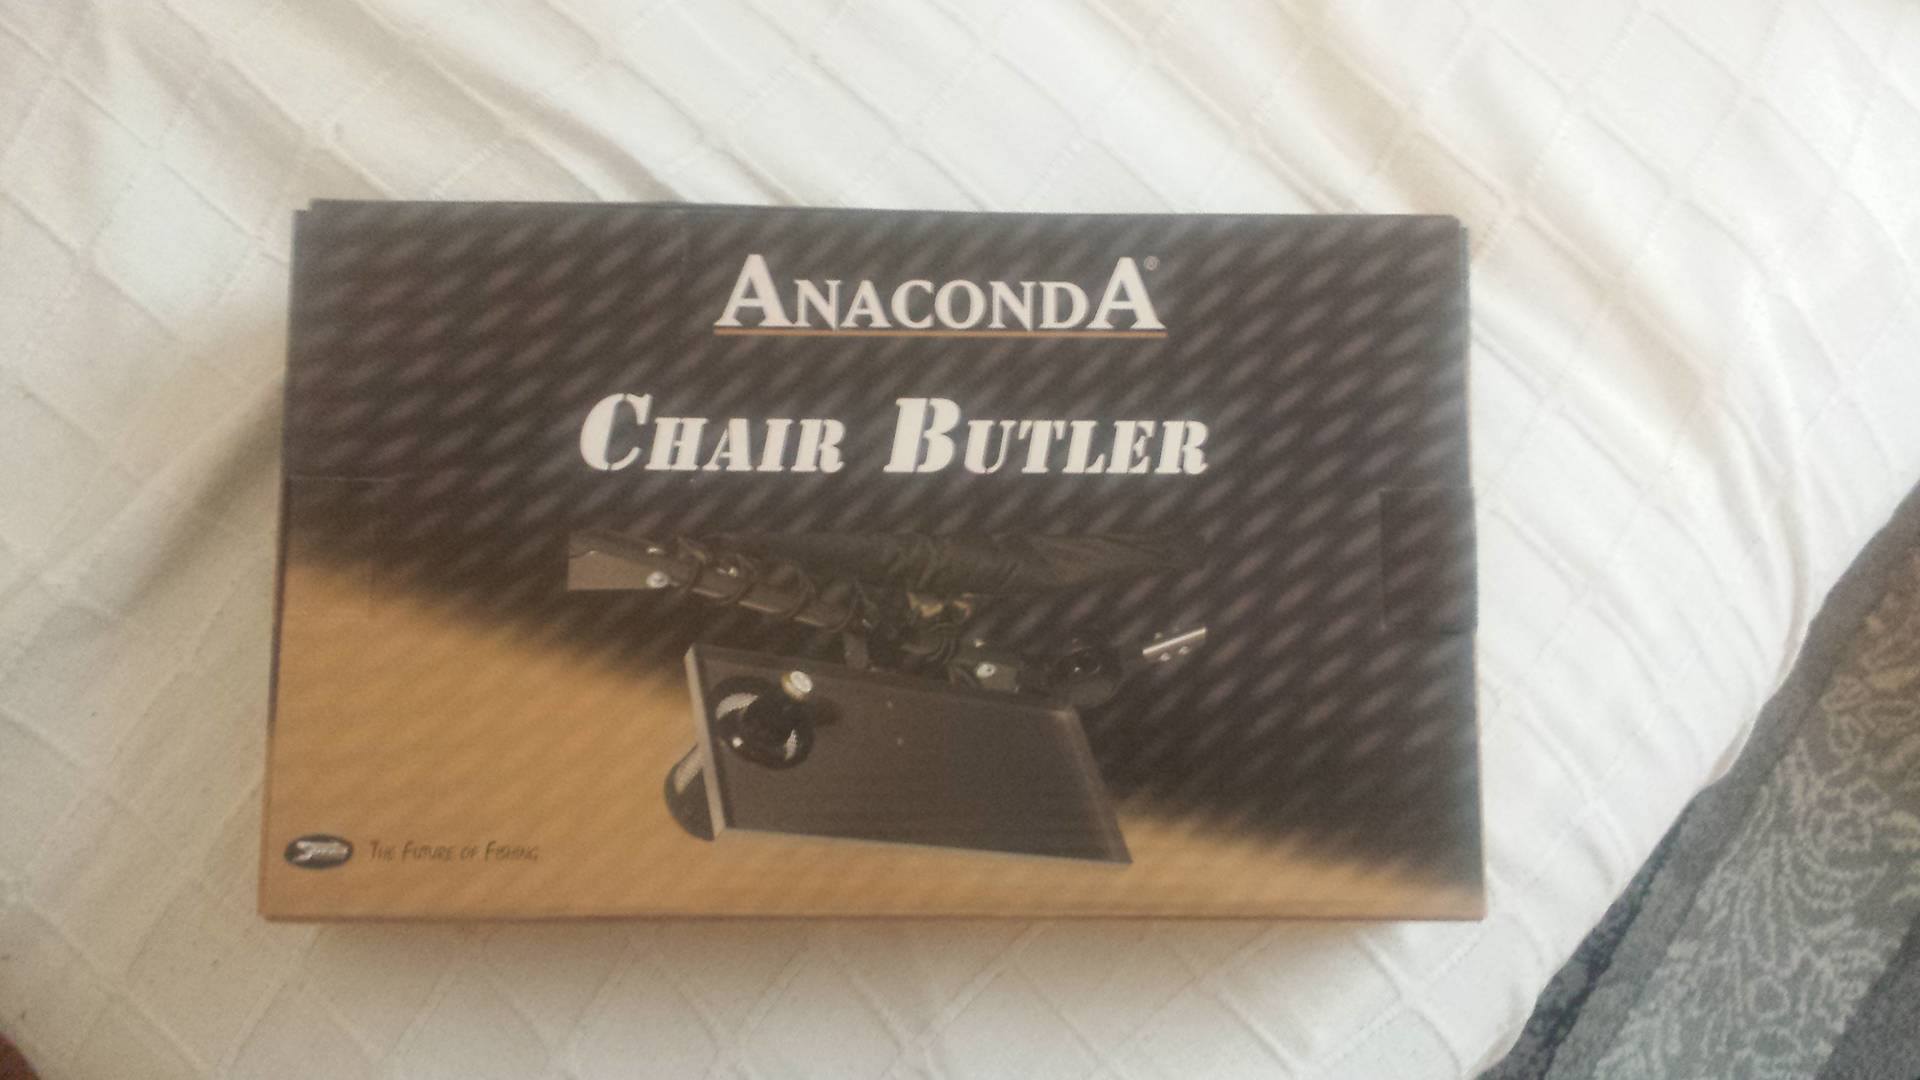 ANACONDA®
CHAIR BUTLER
THE FUTURE OF FISHING